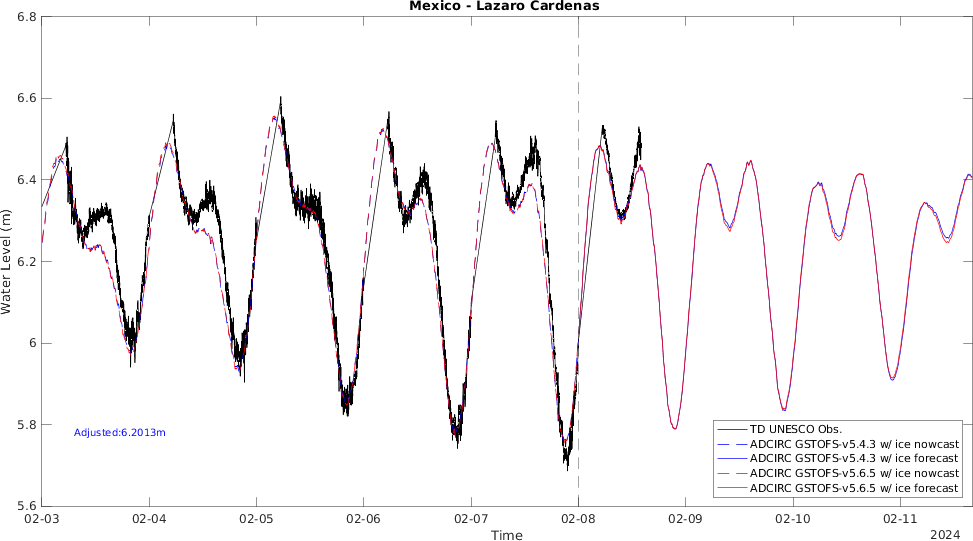 Mexico - Lazaro Cardenas
6.8
6.6
6.4
6.2
6
5.8
5.6
Water Level (m)
Adjusted:6.2013m
TD UNESCO Obs.
ADCIRC GSTOFS-v5.4.3 w/ ice nowcast
ADCIRC GSTOFS-v5.4.3 w/ ice forecast
ADCIRC GSTOFS-v5.6.5 w/ ice nowcast
ADCIRC GSTOFS-v5.6.5 w/ ice forecast
02-03 02-04 02-05 02-06 02-07 02-08 02-09 02-10 02-11
Time
2024